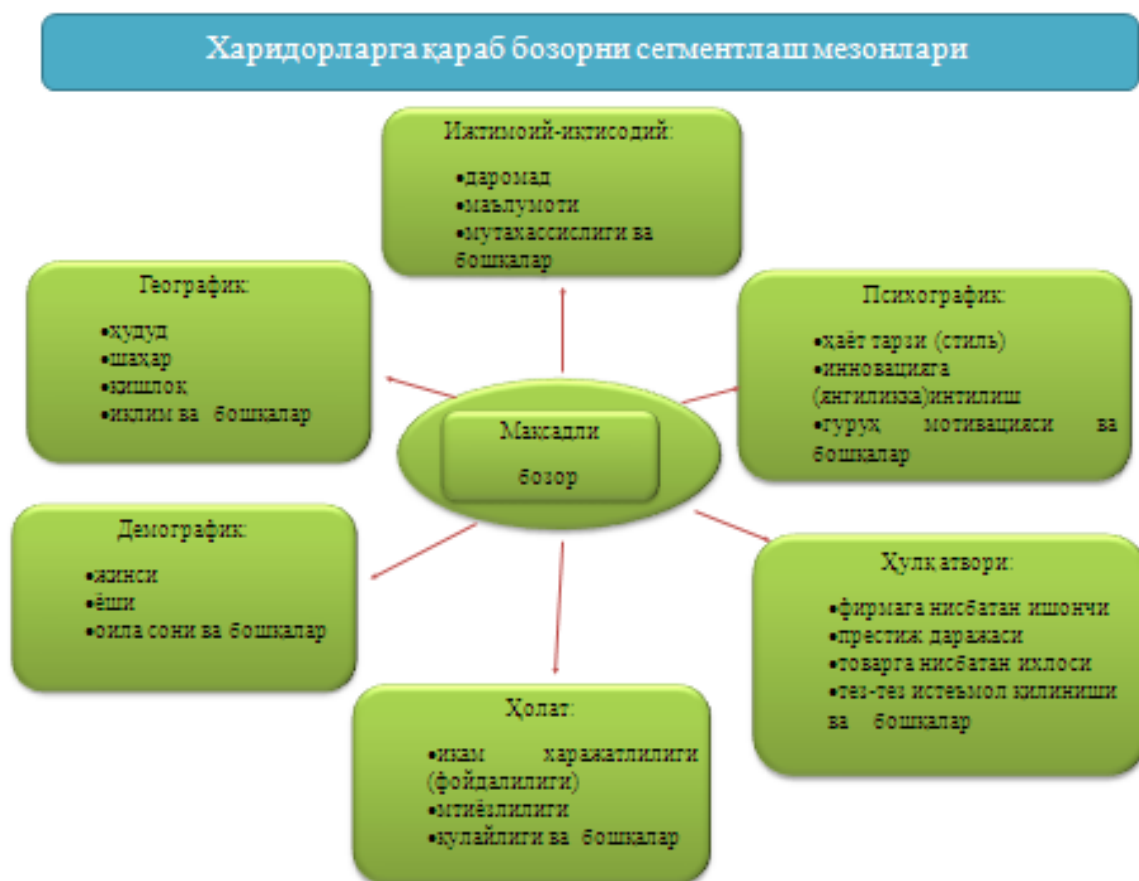 Харидорларга қараб бозорни сегментлаш мезонлари
Ижтимоий-иқтисодий:
•даромад
•маълумоти
•мутахассислиги ва
бошқалар
Географик:
•ҳудуд
•шаҳар
•қишлоқ
•иқлим ва бошқалар
Психографик:
•ҳаёт тарзи (стиль)
•инновацияга
(янгиликка)интилиш
•гуруҳ мотивацияси ва
бошқалар
Мақсадли
бозор
Демографик:
•жинси
•ёши
•оила сони ва бошқалар
Ҳулқ атвори:
•фирмага нисбатан ишончи
•престиж даражаси
•товарга нисбатан ихлоси
•тез-тез истеъмол қилиниши
ва бошқалар
Ҳолат:
•икам харажатлилиги
(фойдалилиги)
•мтиёзлилиги
•қулайлиги ва бошқалар